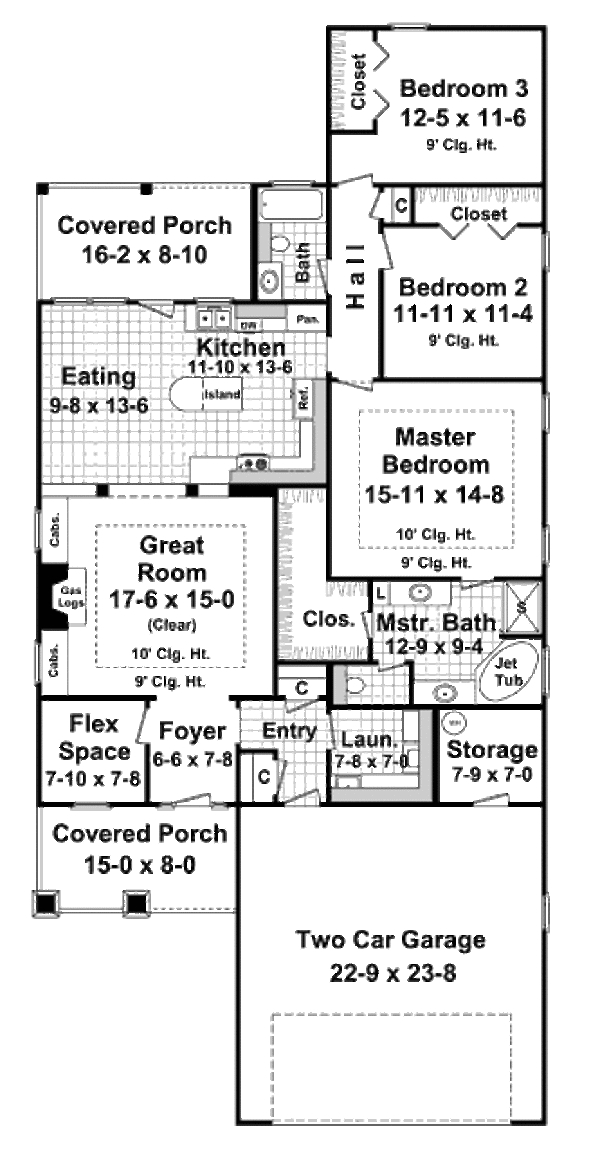 Closet
Bedroom 3
12-5 x 11-6
9' Clg. Ht.
C
Closet
Covered Porch
16-2 x 8-10
Bath
Hall
Bedroom 2
11-11 x 11-4
9' Clg. Ht.
DW
Pan.
Kitchen
11-10 x 13-6
Eating
9-8 x 13-6
Island
Ref.
Master
Bedroom
15-11 x 14-8
10' Clg. Ht.
9' Clg. Ht.
Cabs.
Great
Room
17-6 x 15-0
(Clear)
10' Clg. Ht.
9' Clg. Ht.
Gas
Logs
Cabs.
Clos.
L
S
Mstr. Bath
12-9 x 9-4
Jet
Tub.
C
Flex
Space
7-10 x 7-8
Foyer
6-6 x 7-8
Entry
C
Laun.
7-8 x 7-0
WH
Storage
7-9 x 7-0
Covered Porch
15-0 x 8-0
Two Car Garage
22-9 x 23-8